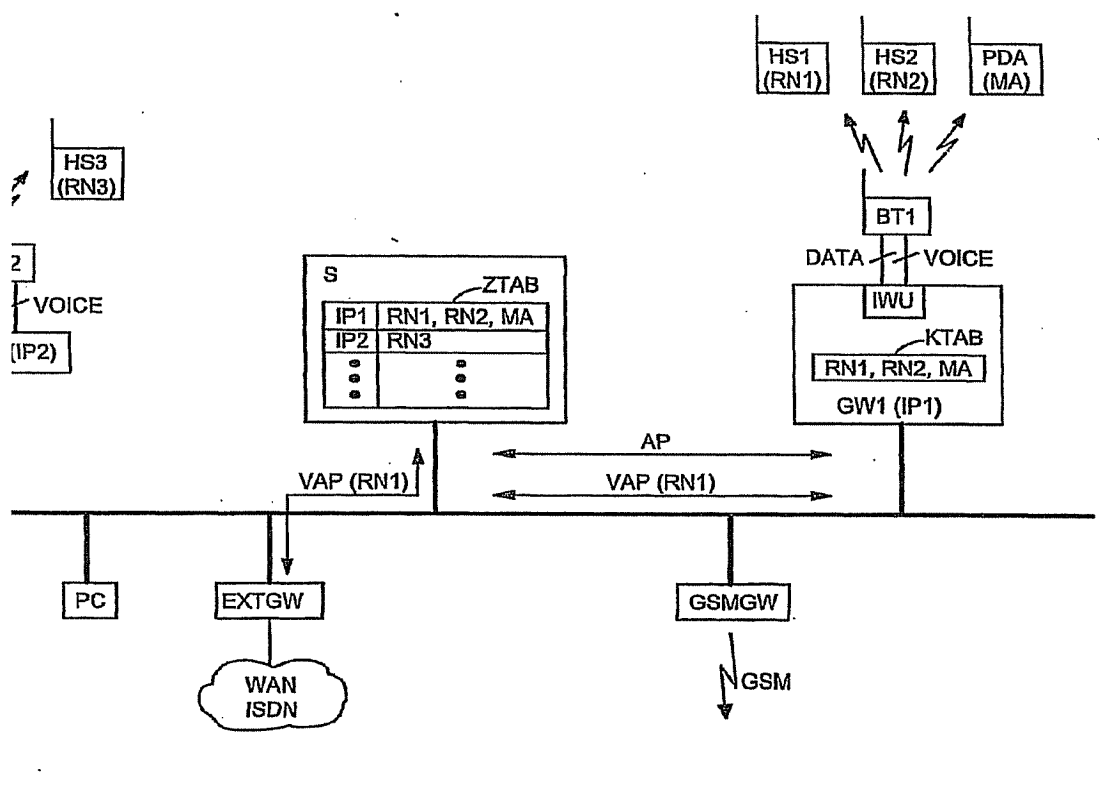 HS1
(RN1)
HS2
(RN2)
PDA
(MA)
HS3
(RN3)
BT1
2
DATA
VOICE
VOICE
(IP2)
S
ZTAB
IP1 RN1, RN2, MA
IP2 RN3
IWU
KTAB
RN1, RN2, MA
GW1 (IP1)
AP
VAP (RN1)
VAP (RN1)
PC
EXTGW
GSMGW
WAN
ISDN
GSM